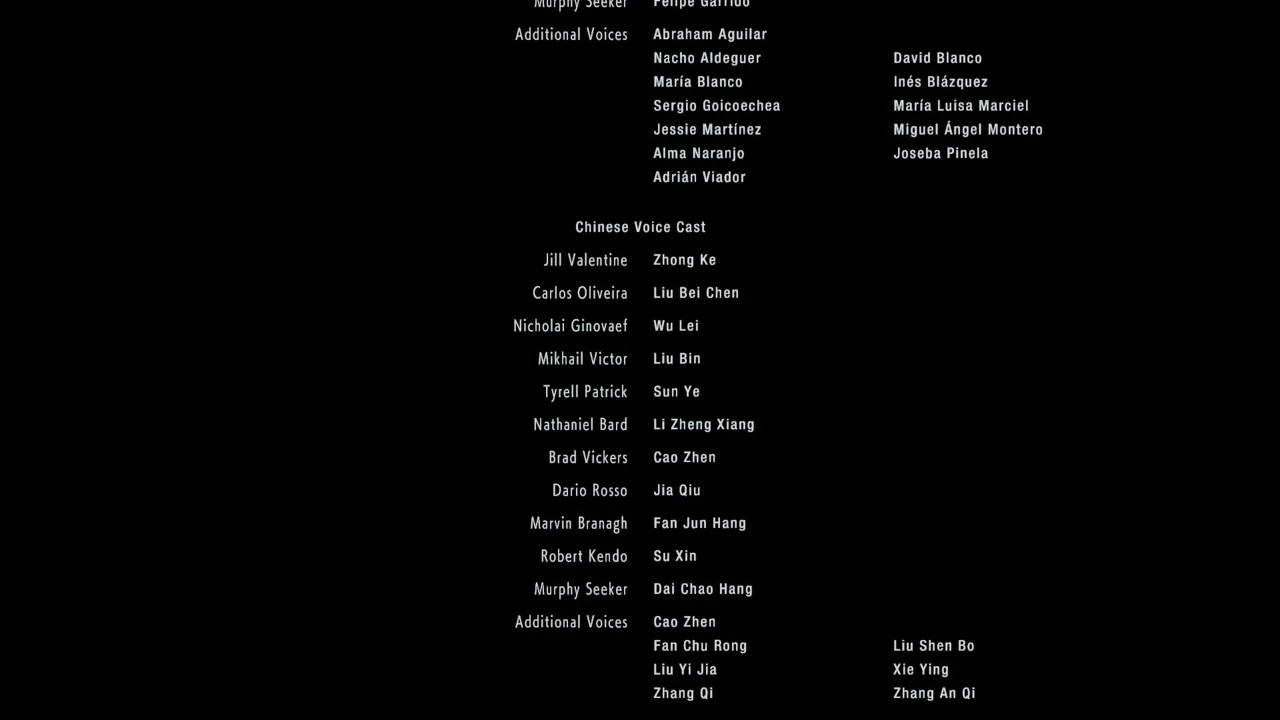 Murphy Seeker Felipe Garrido
Additional Voices Abraham Aguilar
Nacho Aldeguer David Blanco
María Blanco Inés Blázquez
Sergio Goicoechea María Luisa Marciel
Jessie Martínez Miguel Ángel Montero
Alma Naranjo Joseba Pinela
Adrián Viador
Chinese Voice Cast
Jill Valentine Zhong Ke
Carlos Oliveira Liu Bei Chen
Nicholai Ginovaef Wu Lei
Mikhail Victor Liu Bin
Tyrell Patrick Sun Ye
Nathaniel Bard Li Zheng Xiang
Brad Vickers Cao Zhen
Dario Rosso Jia Qiu
Marvin Branagh Fan Jun Hang
Robert Kendo Su Xin
Murphy Seeker Dai Chao Hang
Additional Voices Cao Zhen
Fan Chu Rong Liu Shen Bo
Liu Yi Jia Xie Ying
Zhang Qi Zhang An Qi